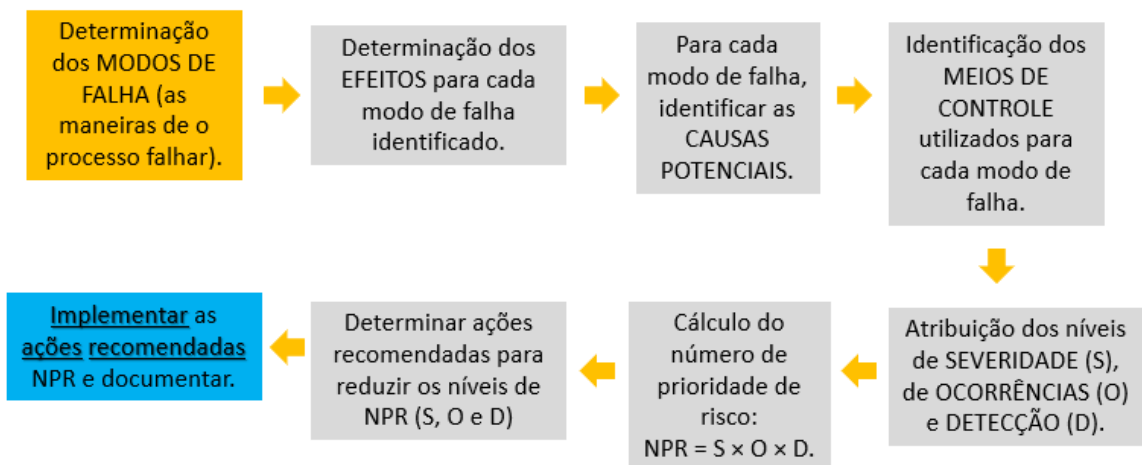 Determinação
dos MODOS DE
FALHA (as
maneiras de o
processo falhar).
Determinação dos
EFEITOS para cada
modo de falha
identificado.
Para cada
modo de falha,
identificar as
CAUSAS
POTENCIAIS.
Identificação dos
MEIOS DE
CONTROLE
utilizados para
cada modo de
falha.
Atribuição dos níveis
de SEVERIDADE (S),
de OCORRÊNCIAS (O)
e DETECÇÃO (D).
Cálculo do
número de
prioridade de
risco:
NPR = S × O × D.
Determinar ações
recomendadas para
reduzir os níveis de
NPR (S, O e D)
Implementar as
ações recomendadas
NPR e documentar.